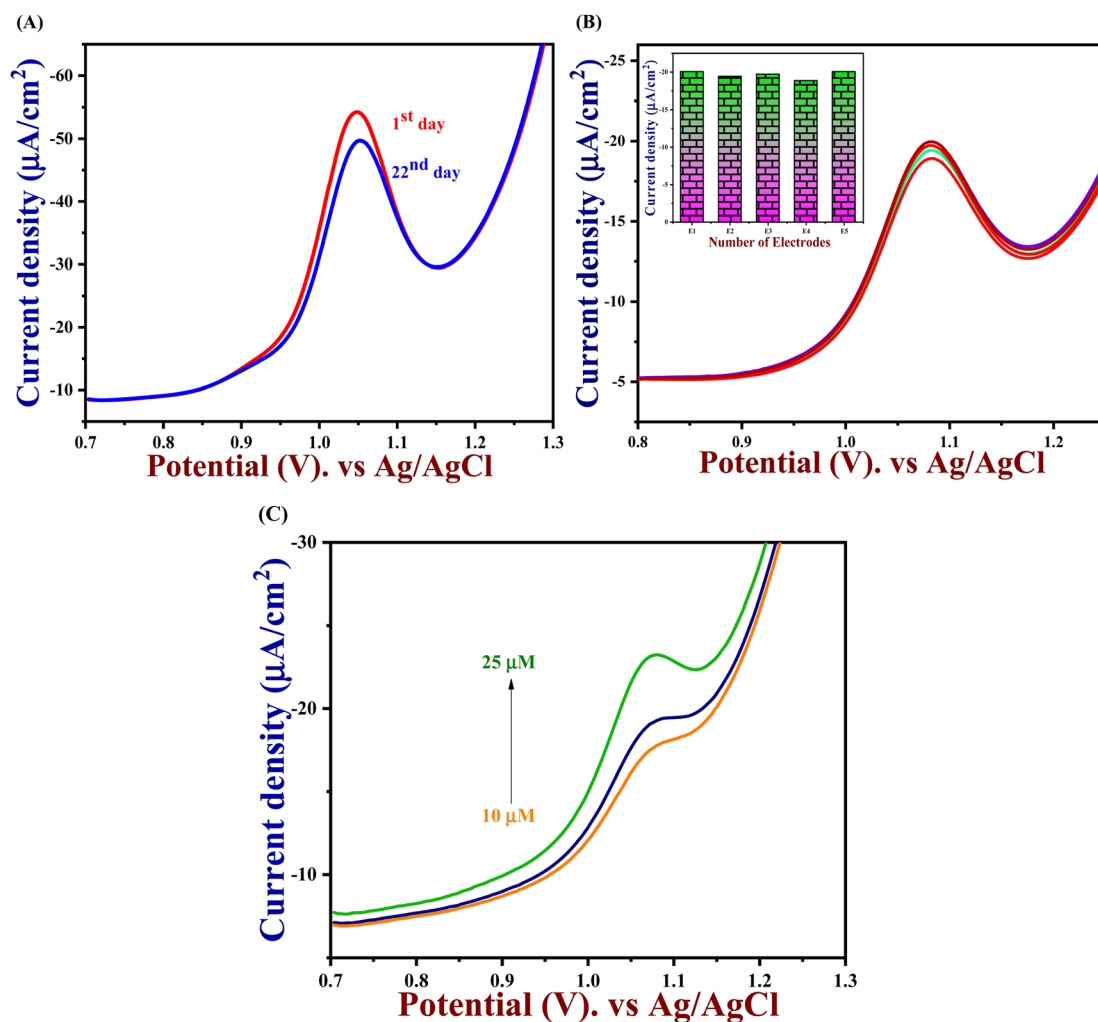 (A)
-60
-50
-40
-30
-20
-10
0.7 0.8 0.9 1.0 1.1 1.2 1.3
Current density (µA/cm²)
Potential (V). vs Ag/AgCl
1st day
22nd day
(B)
-25
-20
-15
-10
-5
0.8 0.9 1.0 1.1 1.2
Current density (µA/cm²)
Potential (V). vs Ag/AgCl
-20
-15
-10
-5
0
E1 E2 E3 E4 E5
Current density (µA/cm²)
Number of Electrodes
(C)
-30
-20
-10
0.7 0.8 0.9 1.0 1.1 1.2 1.3
Current density (µA/cm²)
Potential (V). vs Ag/AgCl
25 µM
10 µM